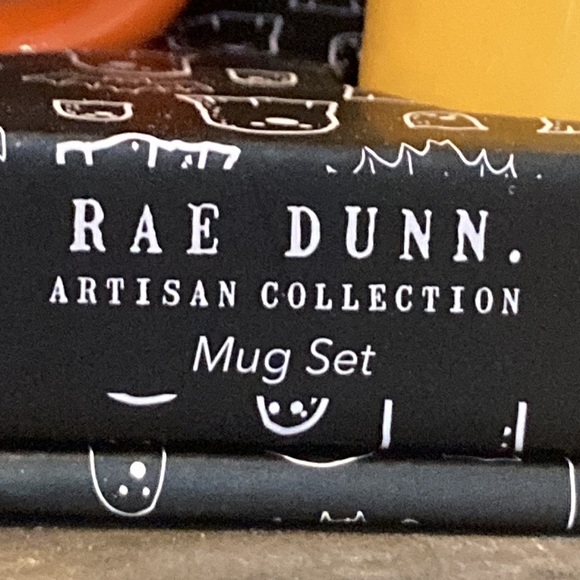 RAE DUNN.
ARTISAN COLLECTION
Mug Set